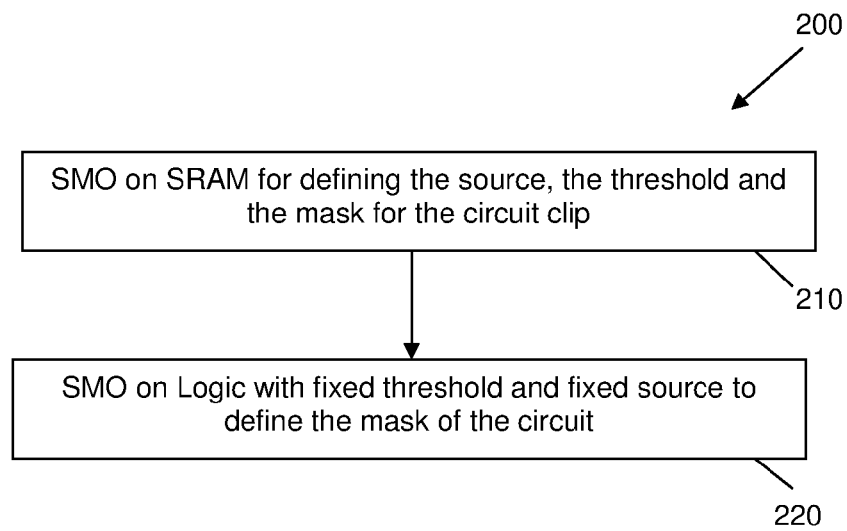 200
SMO on SRAM for defining the source, the threshold and
the mask for the circuit clip
210
SMO on Logic with fixed threshold and fixed source to
define the mask of the circuit
220